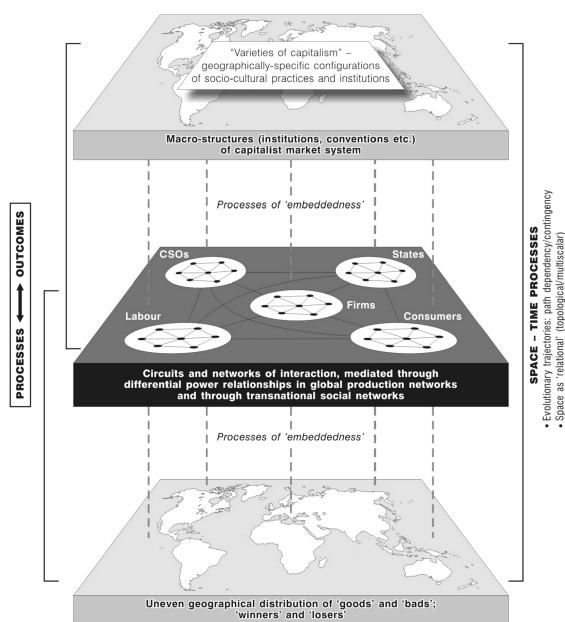 "Varieties of capitalism" –
geographically-specific configurations
of socio-cultural practices and institutions
Macro-structures (institutions, conventions etc.)
of capitalist market system
Processes of 'embeddedness'
CSOs
States
Firms
Labour
Consumers
Circuits and networks of interaction, mediated through
differential power relationships in global production networks
and through transnational social networks
Processes of 'embeddedness'
Uneven geographical distribution of 'goods' and 'bads';
'winners' and 'losers'
PROCESSES ⟷ OUTCOMES
SPACE – TIME PROCESSES
• Evolutionary trajectories: path dependency/contingency
• Space as 'relational' (topological/multiscalar)